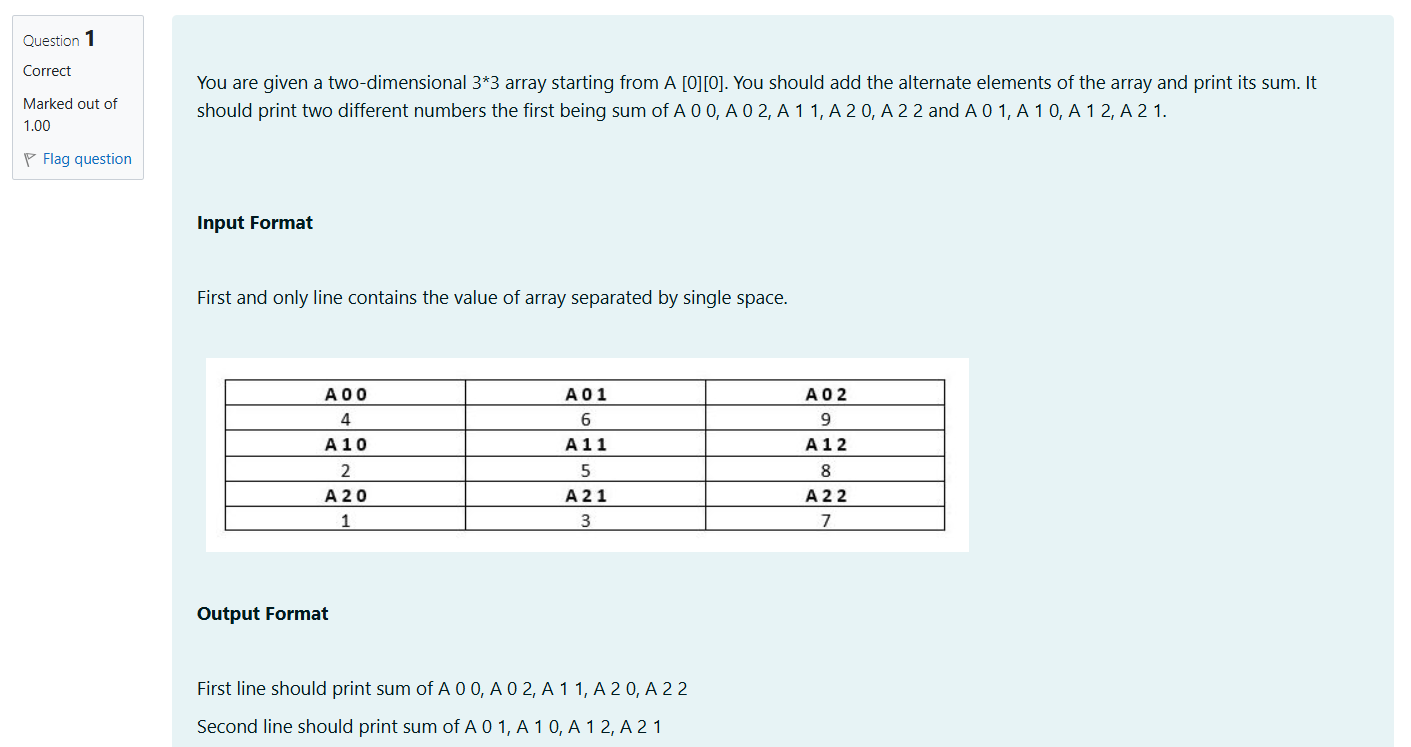 Question 1
Correct
Marked out of
1.00
Flag question
You are given a two-dimensional 3*3 array starting from A [0][0]. You should add the alternate elements of the array and print its sum. It
should print two different numbers the first being sum of A 0 0, A 0 2, A 1 1, A 2 0, A 2 2 and A 0 1, A 1 0, A 1 2, A 2 1.
Input Format
First and only line contains the value of array separated by single space.
A 0 0 A 0 1 A 0 2
4 6 9
A 1 0 A 1 1 A 1 2
2 5 8
A 2 0 A 2 1 A 2 2
1 3 7
Output Format
First line should print sum of A 0 0, A 0 2, A 1 1, A 2 0, A 2 2
Second line should print sum of A 0 1, A 1 0, A 1 2, A 2 1